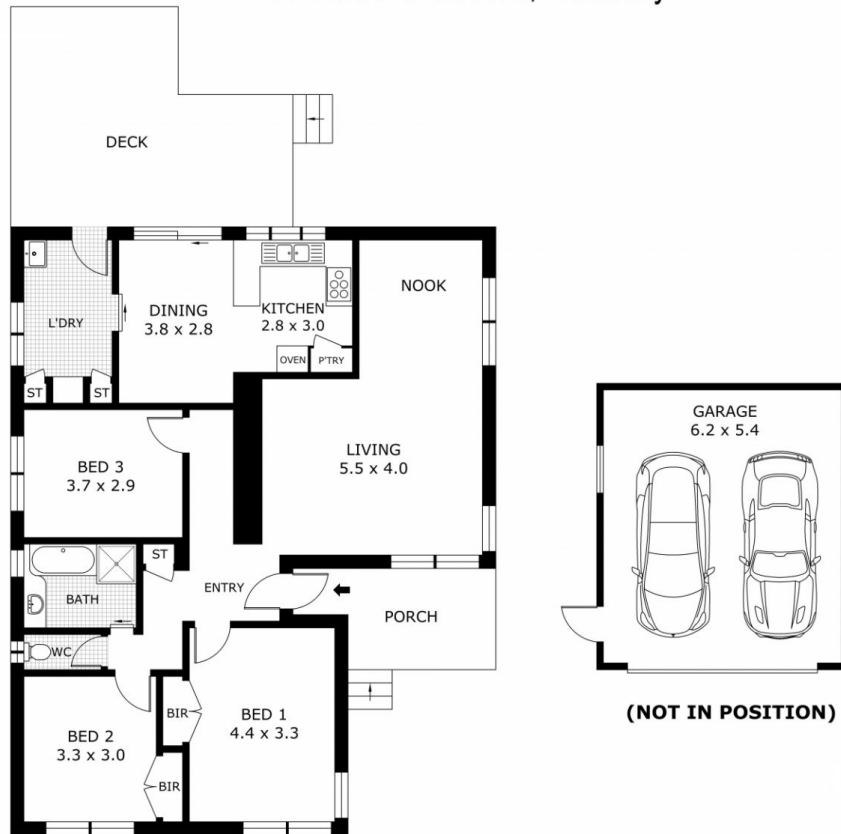 DECK
NOOK
DINING
3.8 x 2.8
KITCHEN
2.8 x 3.0
L'DRY
OVEN
P'TRY
ST
ST
GARAGE
6.2 x 5.4
BED 3
3.7 x 2.9
LIVING
5.5 x 4.0
ST
BATH
ENTRY
PORCH
WC
BED 1
4.4 x 3.3
BIR
BED 2
3.3 x 3.0
BIR
(NOT IN POSITION)